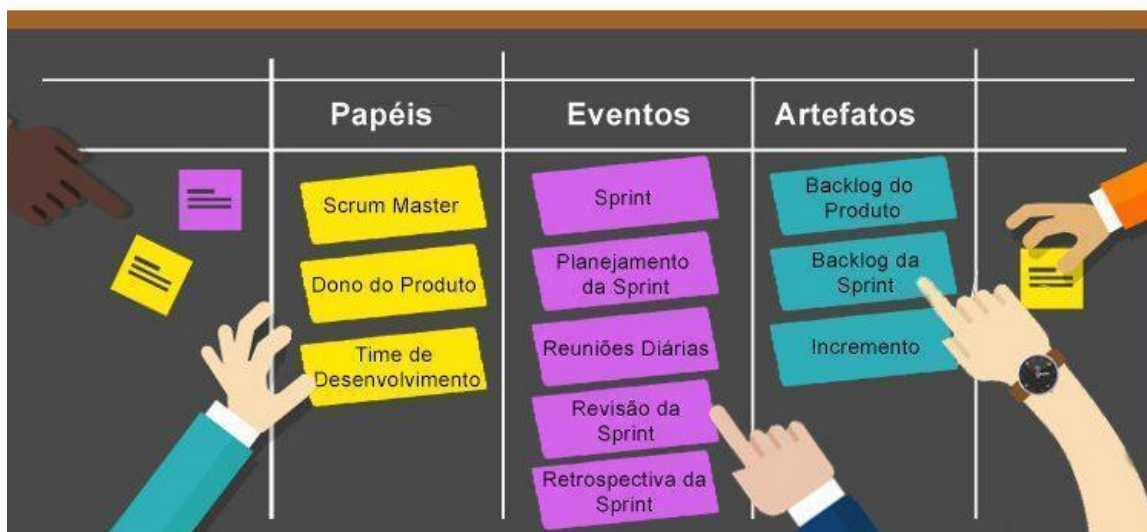 Papéis
Eventos
Artefatos
Scrum Master
Dono do Produto
Time de
Desenvolvimento
Sprint
Planejamento
da Sprint
Reuniões Diárias
Revisão da
Sprint
Retrospectiva da
Sprint
Backlog do
Produto
Backlog da
Sprint
Incremento